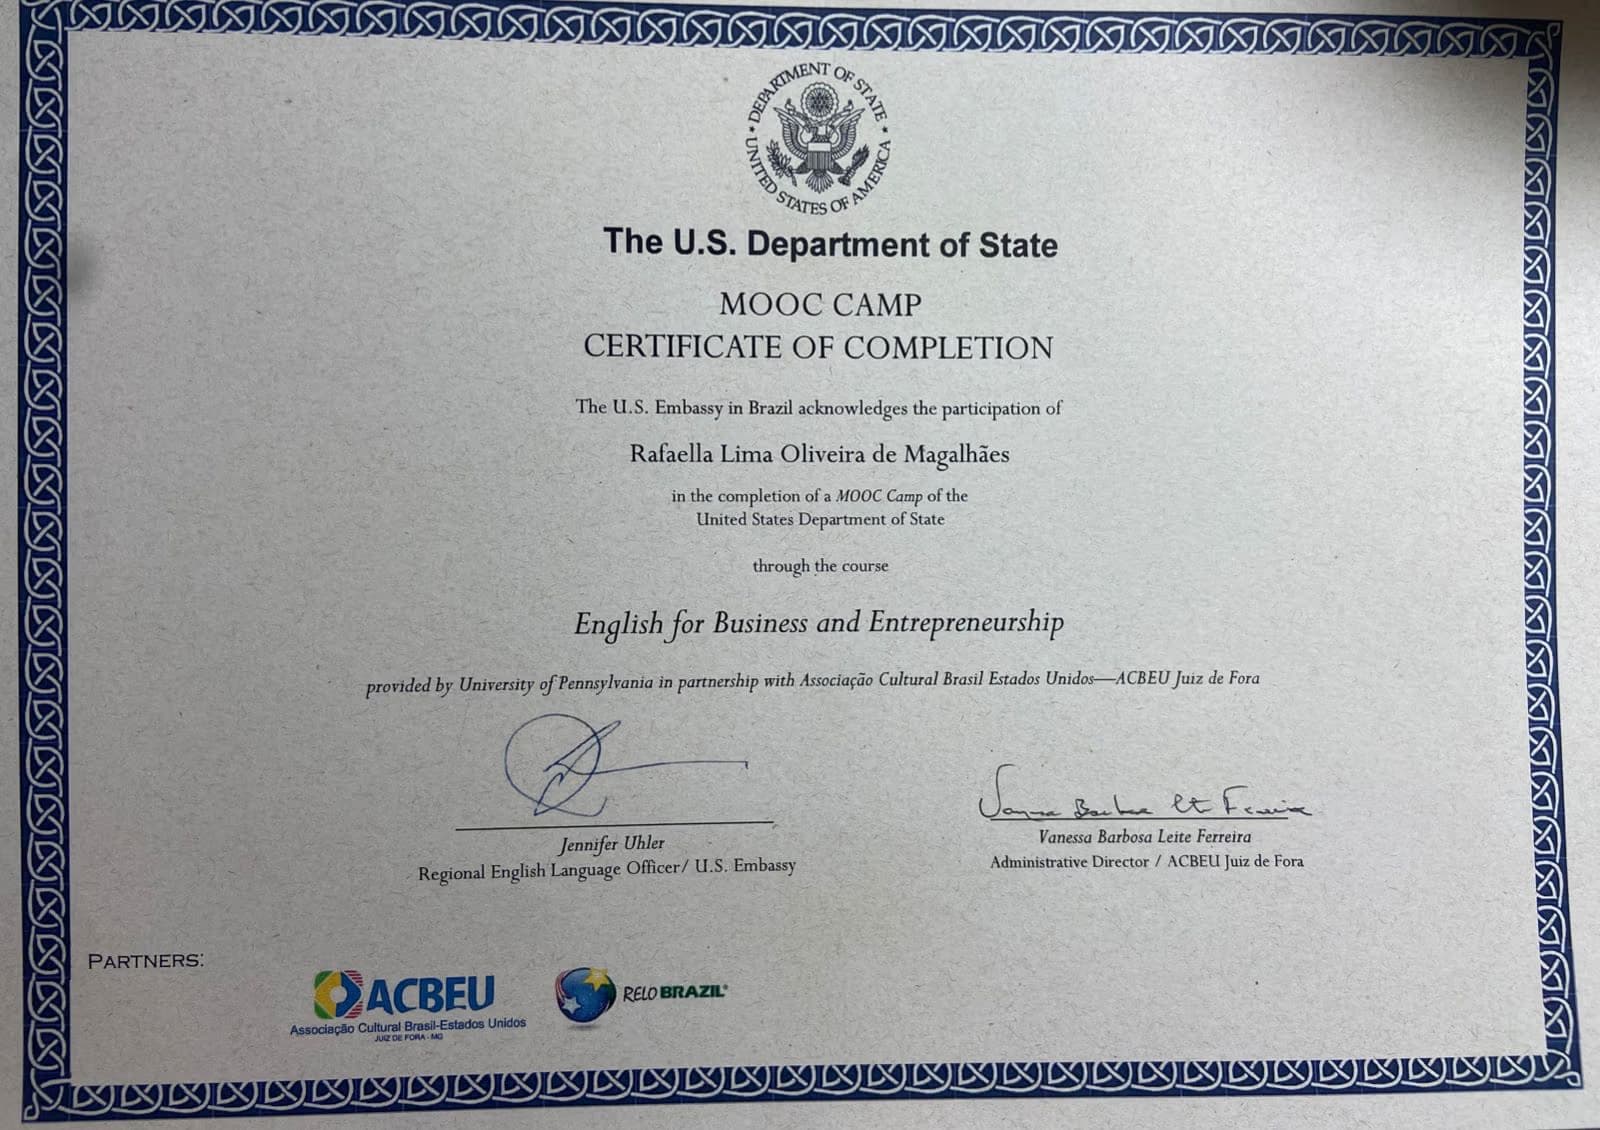 DEPARTMENT OF STATE
UNITED STATES OF AMERICA
The U.S. Department of State
MOOC CAMP
CERTIFICATE OF COMPLETION
The U.S. Embassy in Brazil acknowledges the participation of
Rafaella Lima Oliveira de Magalhães
in the completion of a MOOC Camp of the
United States Department of State
through the course
English for Business and Entrepreneurship
provided by University of Pennsylvania in partnership with Associação Cultural Brasil Estados Unidos—ACBEU Juiz de Fora
Jennifer Uhler
Regional English Language Officer/ U.S. Embassy
Vanessa Barbosa Leite Ferreira
Administrative Director / ACBEU Juiz de Fora
PARTNERS:
ACBEU
Associação Cultural Brasil-Estados Unidos
JUIZ DE FORA - MG
RELO BRAZIL